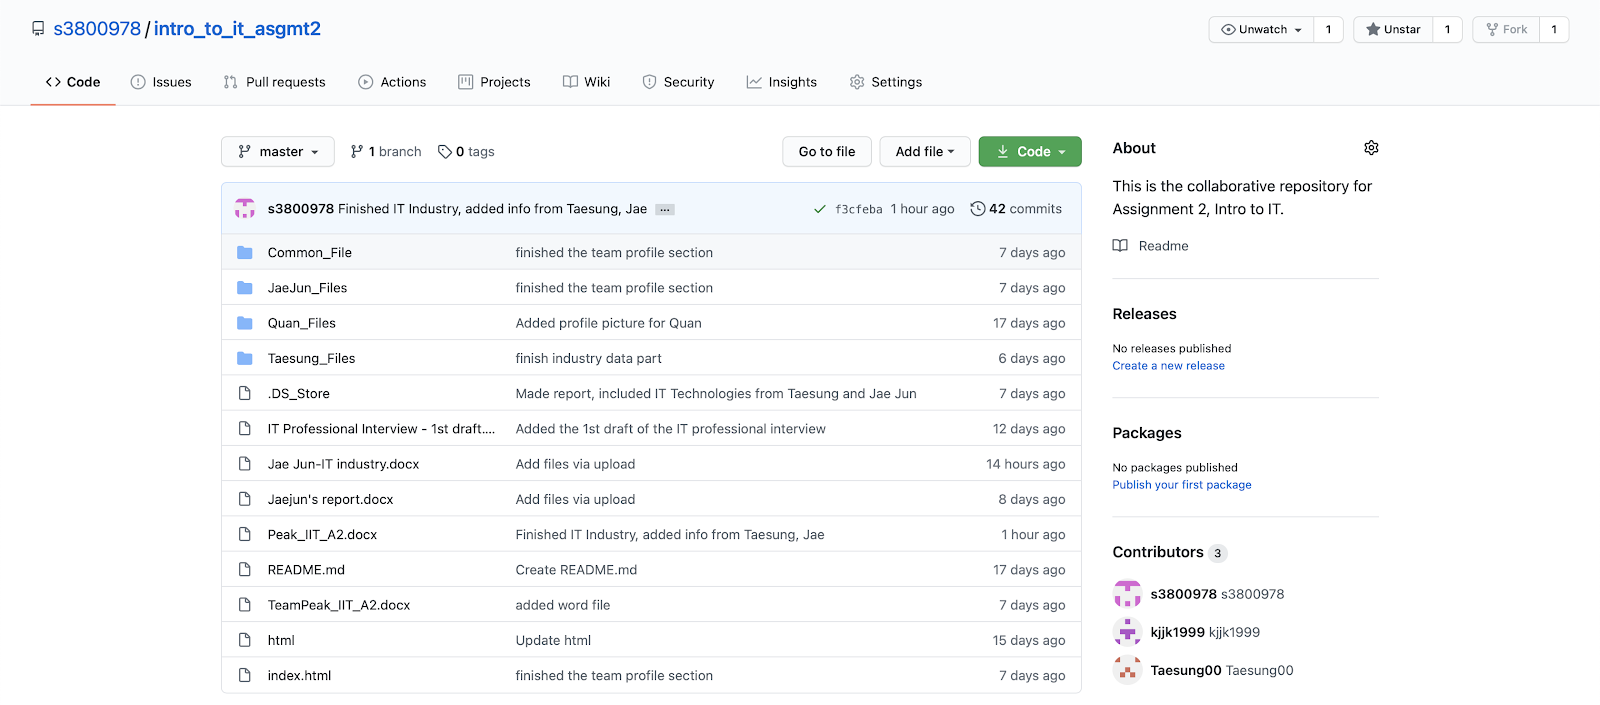 s3800978 / intro_to_it_asgmt2 Unwatch 1 Unstar 1 Fork 1
Code Issues Pull requests Actions Projects Wiki Security Insights Settings
master 1 branch 0 tags Go to file Add file Code
s3800978 Finished IT Industry, added info from Taesung, Jae ... f3cfeba 1 hour ago 42 commits
Common_File finished the team profile section 7 days ago
JaeJun_Files finished the team profile section 7 days ago
Quan_Files Added profile picture for Quan 17 days ago
Taesung_Files finish industry data part 6 days ago
.DS_Store Made report, included IT Technologies from Taesung and Jae Jun 7 days ago
IT Professional Interview - 1st draft.... Added the 1st draft of the IT professional interview 12 days ago
Jae Jun-IT industry.docx Add files via upload 14 hours ago
Jaejun's report.docx Add files via upload 8 days ago
Peak_IIT_A2.docx Finished IT Industry, added info from Taesung, Jae 1 hour ago
README.md Create README.md 17 days ago
TeamPeak_IIT_A2.docx added word file 7 days ago
html Update html 15 days ago
index.html finished the team profile section 7 days ago
About
This is the collaborative repository for
Assignment 2, Intro to IT.
Readme
Releases
No releases published
Create a new release
Packages
No packages published
Publish your first package
Contributors 3
s3800978 s3800978
kjjk1999 kjjk1999
Taesung00 Taesung00